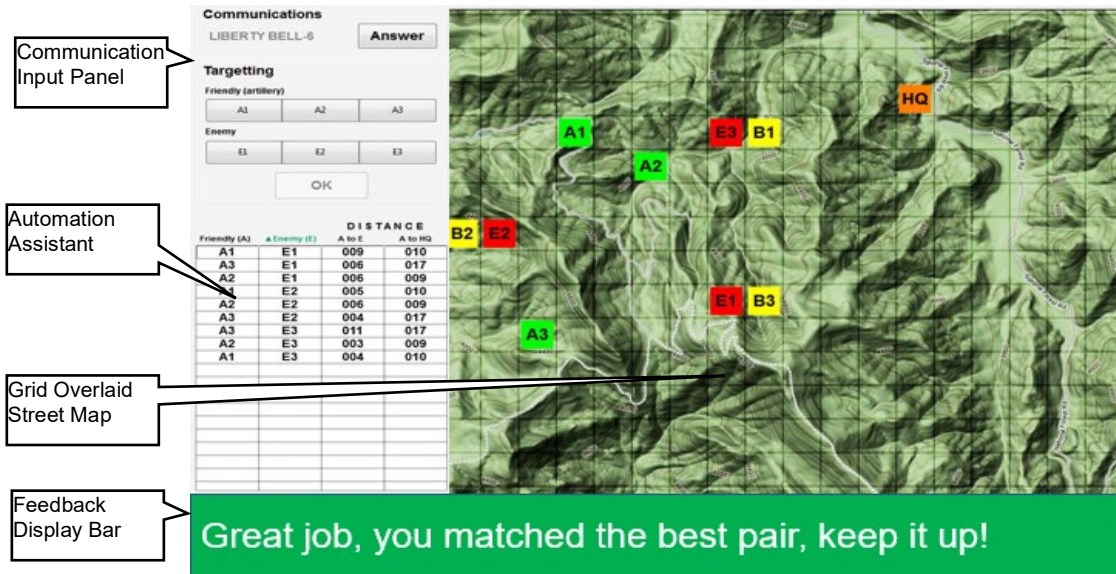 Communications
LIBERTY BELL-6 Answer
Targetting
Friendly (artillery)
A1 A2 A3
Enemy
E1 E2 E3
OK
DISTANCE
Friendly (A) ▲Enemy (E) A to E A to HQ
A1 E1 009 010
A3 E1 006 017
A2 E1 006 009
A1 E2 005 010
A2 E2 006 009
A3 E2 004 017
A3 E3 011 017
A2 E3 003 009
A1 E3 004 010
Communication
Input Panel
Automation
Assistant
Grid Overlaid
Street Map
Feedback
Display Bar
HQ
A1
E3 B1
A2
B2 E2
E1 B3
A3
Great job, you matched the best pair, keep it up!